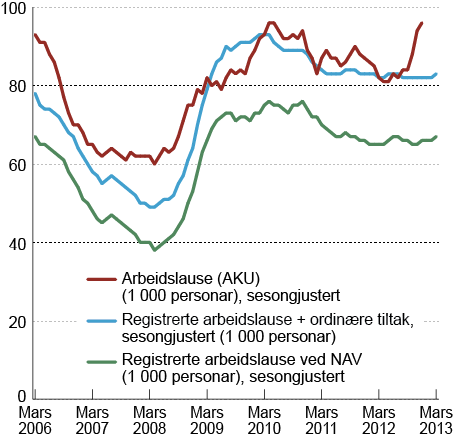 100
80
60
40
20
0
Arbeidslause (AKU)
(1 000 personar), sesongjustert
Registrerte arbeidslause + ordinære tiltak,
sesongjustert (1 000 personar)
Registrerte arbeidslause ved NAV
(1 000 personar), sesongjustert
Mars Mars Mars Mars Mars Mars Mars Mars
2006 2007 2008 2009 2010 2011 2012 2013